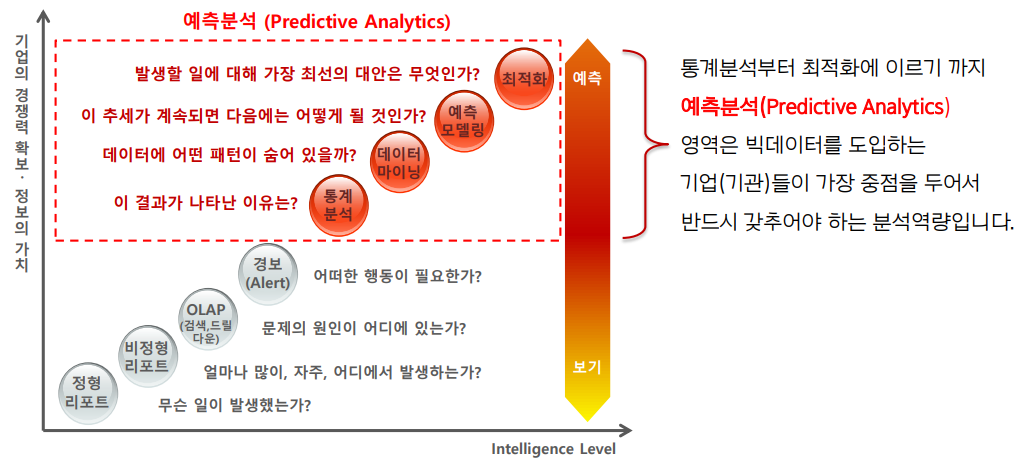 예측분석 (Predictive Analytics)
기업의 경쟁력 확보 · 정보의 가치
발생할 일에 대해 가장 최선의 대안은 무엇인가?
최적화
이 추세가 계속되면 다음에는 어떻게 될 것인가?
예측
모델링
데이터에 어떤 패턴이 숨어 있을까?
데이터
마이닝
이 결과가 나타난 이유는?
통계
분석
경보
(Alert)
어떠한 행동이 필요한가?
OLAP
(검색,드릴
다운)
문제의 원인이 어디에 있는가?
비정형
리포트
얼마나 많이, 자주, 어디에서 발생하는가?
정형
리포트
무슨 일이 발생했는가?
Intelligence Level
예측
보기
통계분석부터 최적화에 이르기 까지
예측분석(Predictive Analytics)
영역은 빅데이터를 도입하는
기업(기관)들이 가장 중점을 두어서
반드시 갖추어야 하는 분석역량입니다.